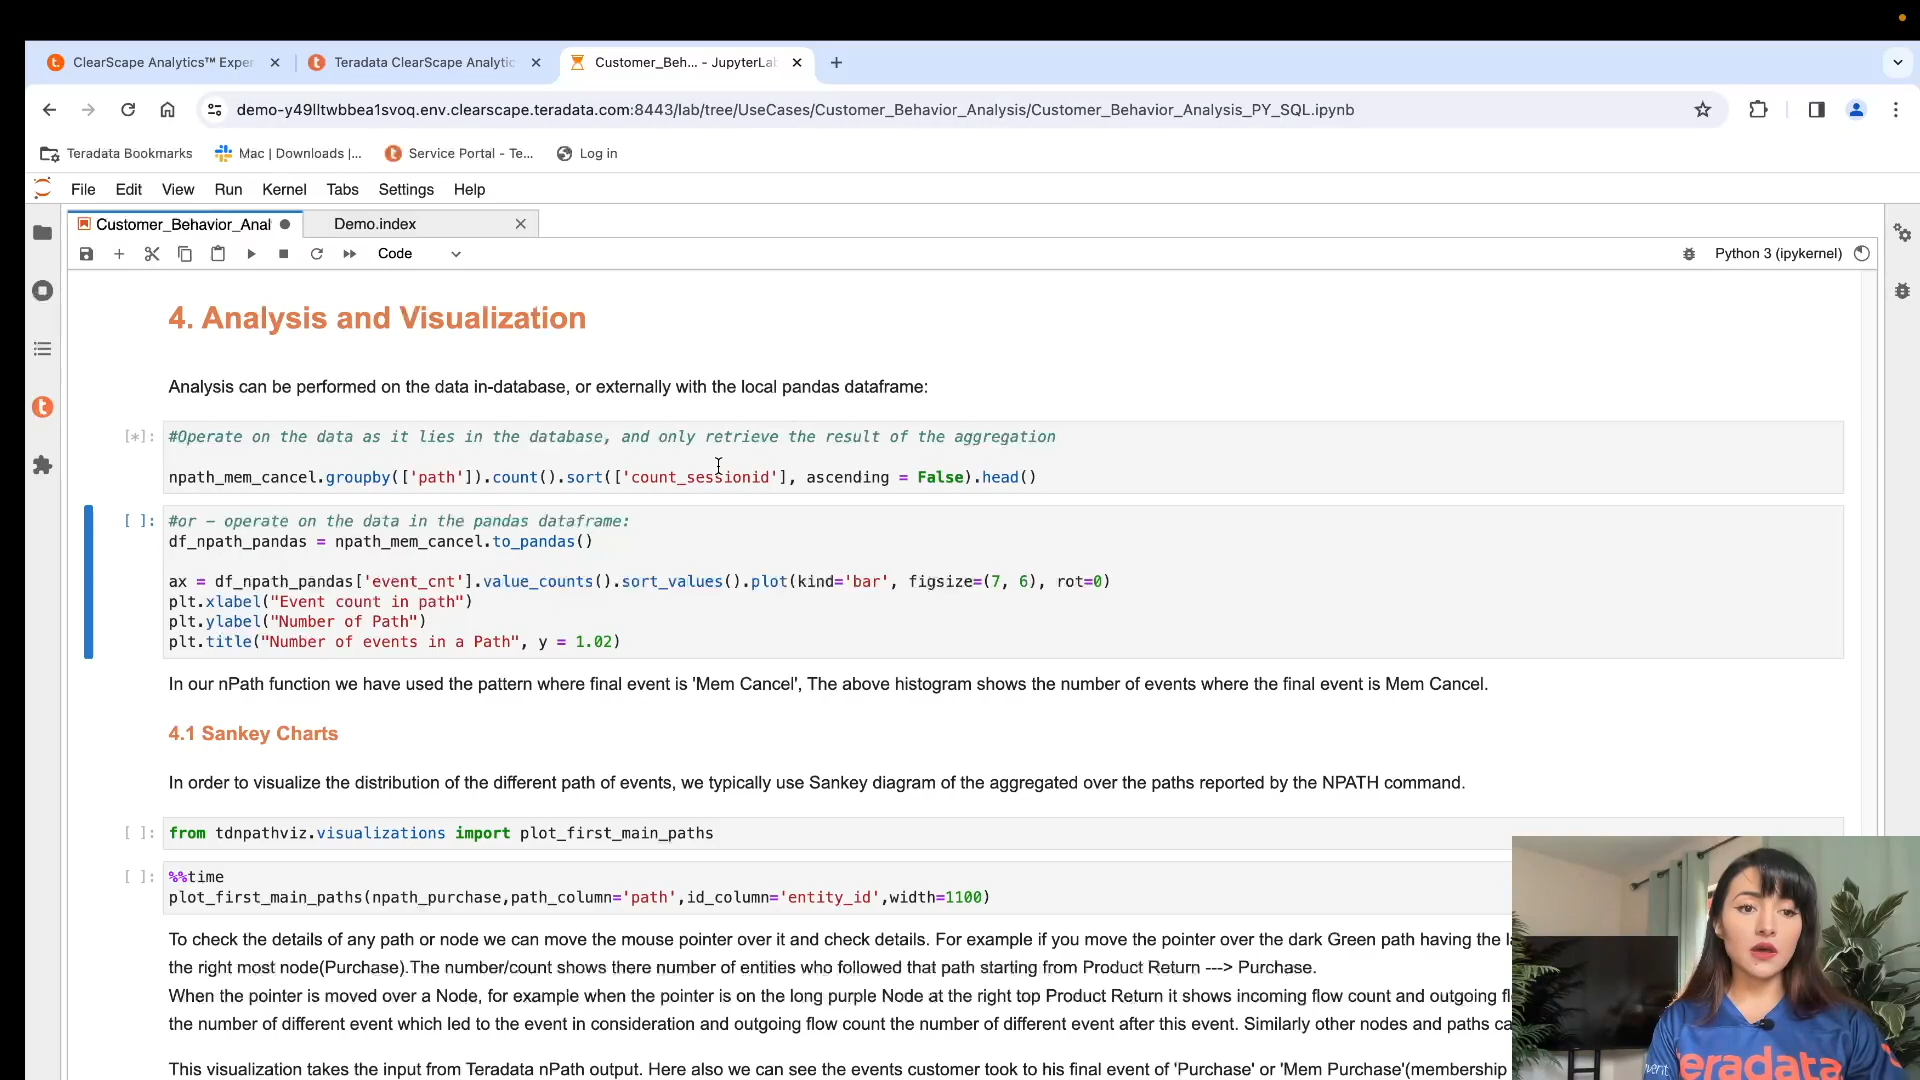 ClearScape Analytics™ Exper
Teradata ClearScape Analytic
Customer_Beh... - JupyterLab
demo-y49lltwbbea1svoq.env.clearscape.teradata.com:8443/lab/tree/UseCases/Customer_Behavior_Analysis/Customer_Behavior_Analysis_PY_SQL.ipynb
Teradata Bookmarks
Mac | Downloads |...
Service Portal - Te...
Log in
File Edit View Run Kernel Tabs Settings Help
Customer_Behavior_Anal
Demo.index
Code
Python 3 (ipykernel)
4. Analysis and Visualization
Analysis can be performed on the data in-database, or externally with the local pandas dataframe:
[*]:
#Operate on the data as it lies in the database, and only retrieve the result of the aggregation
npath_mem_cancel.groupby(['path']).count().sort(['count_sessionid'], ascending = False).head()
[ ]:
#or – operate on the data in the pandas dataframe:
df_npath_pandas = npath_mem_cancel.to_pandas()
ax = df_npath_pandas['event_cnt'].value_counts().sort_values().plot(kind='bar', figsize=(7, 6), rot=0)
plt.xlabel("Event count in path")
plt.ylabel("Number of Path")
plt.title("Number of events in a Path", y = 1.02)
In our nPath function we have used the pattern where final event is 'Mem Cancel', The above histogram shows the number of events where the final event is Mem Cancel.
4.1 Sankey Charts
In order to visualize the distribution of the different path of events, we typically use Sankey diagram of the aggregated over the paths reported by the NPATH command.
[ ]:
from tdnpathviz.visualizations import plot_first_main_paths
[ ]:
%%time
plot_first_main_paths(npath_purchase,path_column='path',id_column='entity_id',width=1100)
To check the details of any path or node we can move the mouse pointer over it and check details. For example if you move the pointer over the dark Green path having the l
the right most node(Purchase).The number/count shows there number of entities who followed that path starting from Product Return ---> Purchase.
When the pointer is moved over a Node, for example when the pointer is on the long purple Node at the right top Product Return it shows incoming flow count and outgoing fl
the number of different event which led to the event in consideration and outgoing flow count the number of different event after this event. Similarly other nodes and paths ca
This visualization takes the input from Teradata nPath output. Here also we can see the events customer took to his final event of 'Purchase' or 'Mem Purchase'(membership
eradata